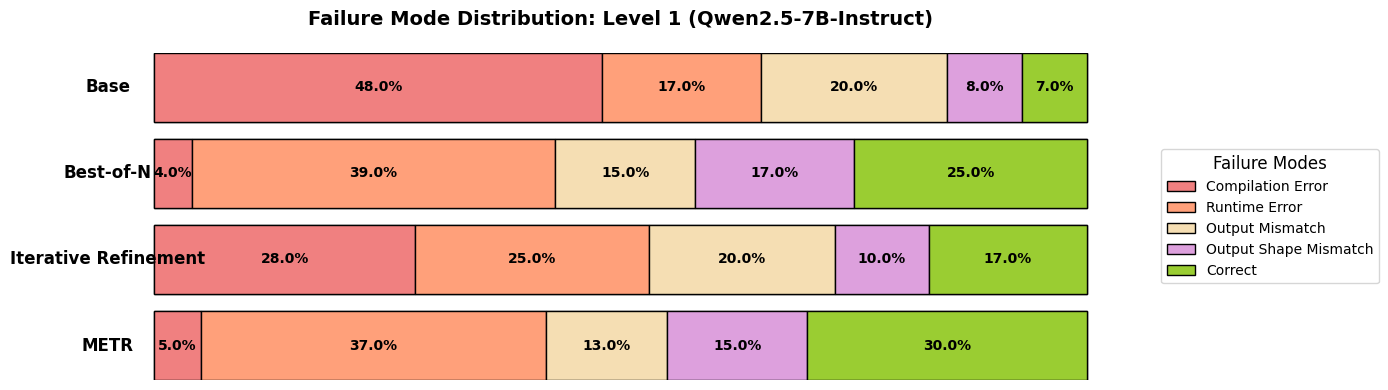 Failure Mode Distribution: Level 1 (Qwen2.5-7B-Instruct)
Base 48.0% 17.0% 20.0% 8.0% 7.0%
Best-of-N 4.0% 39.0% 15.0% 17.0% 25.0%
Iterative Refinement 28.0% 25.0% 20.0% 10.0% 17.0%
METR 5.0% 37.0% 13.0% 15.0% 30.0%
Failure Modes
Compilation Error
Runtime Error
Output Mismatch
Output Shape Mismatch
Correct